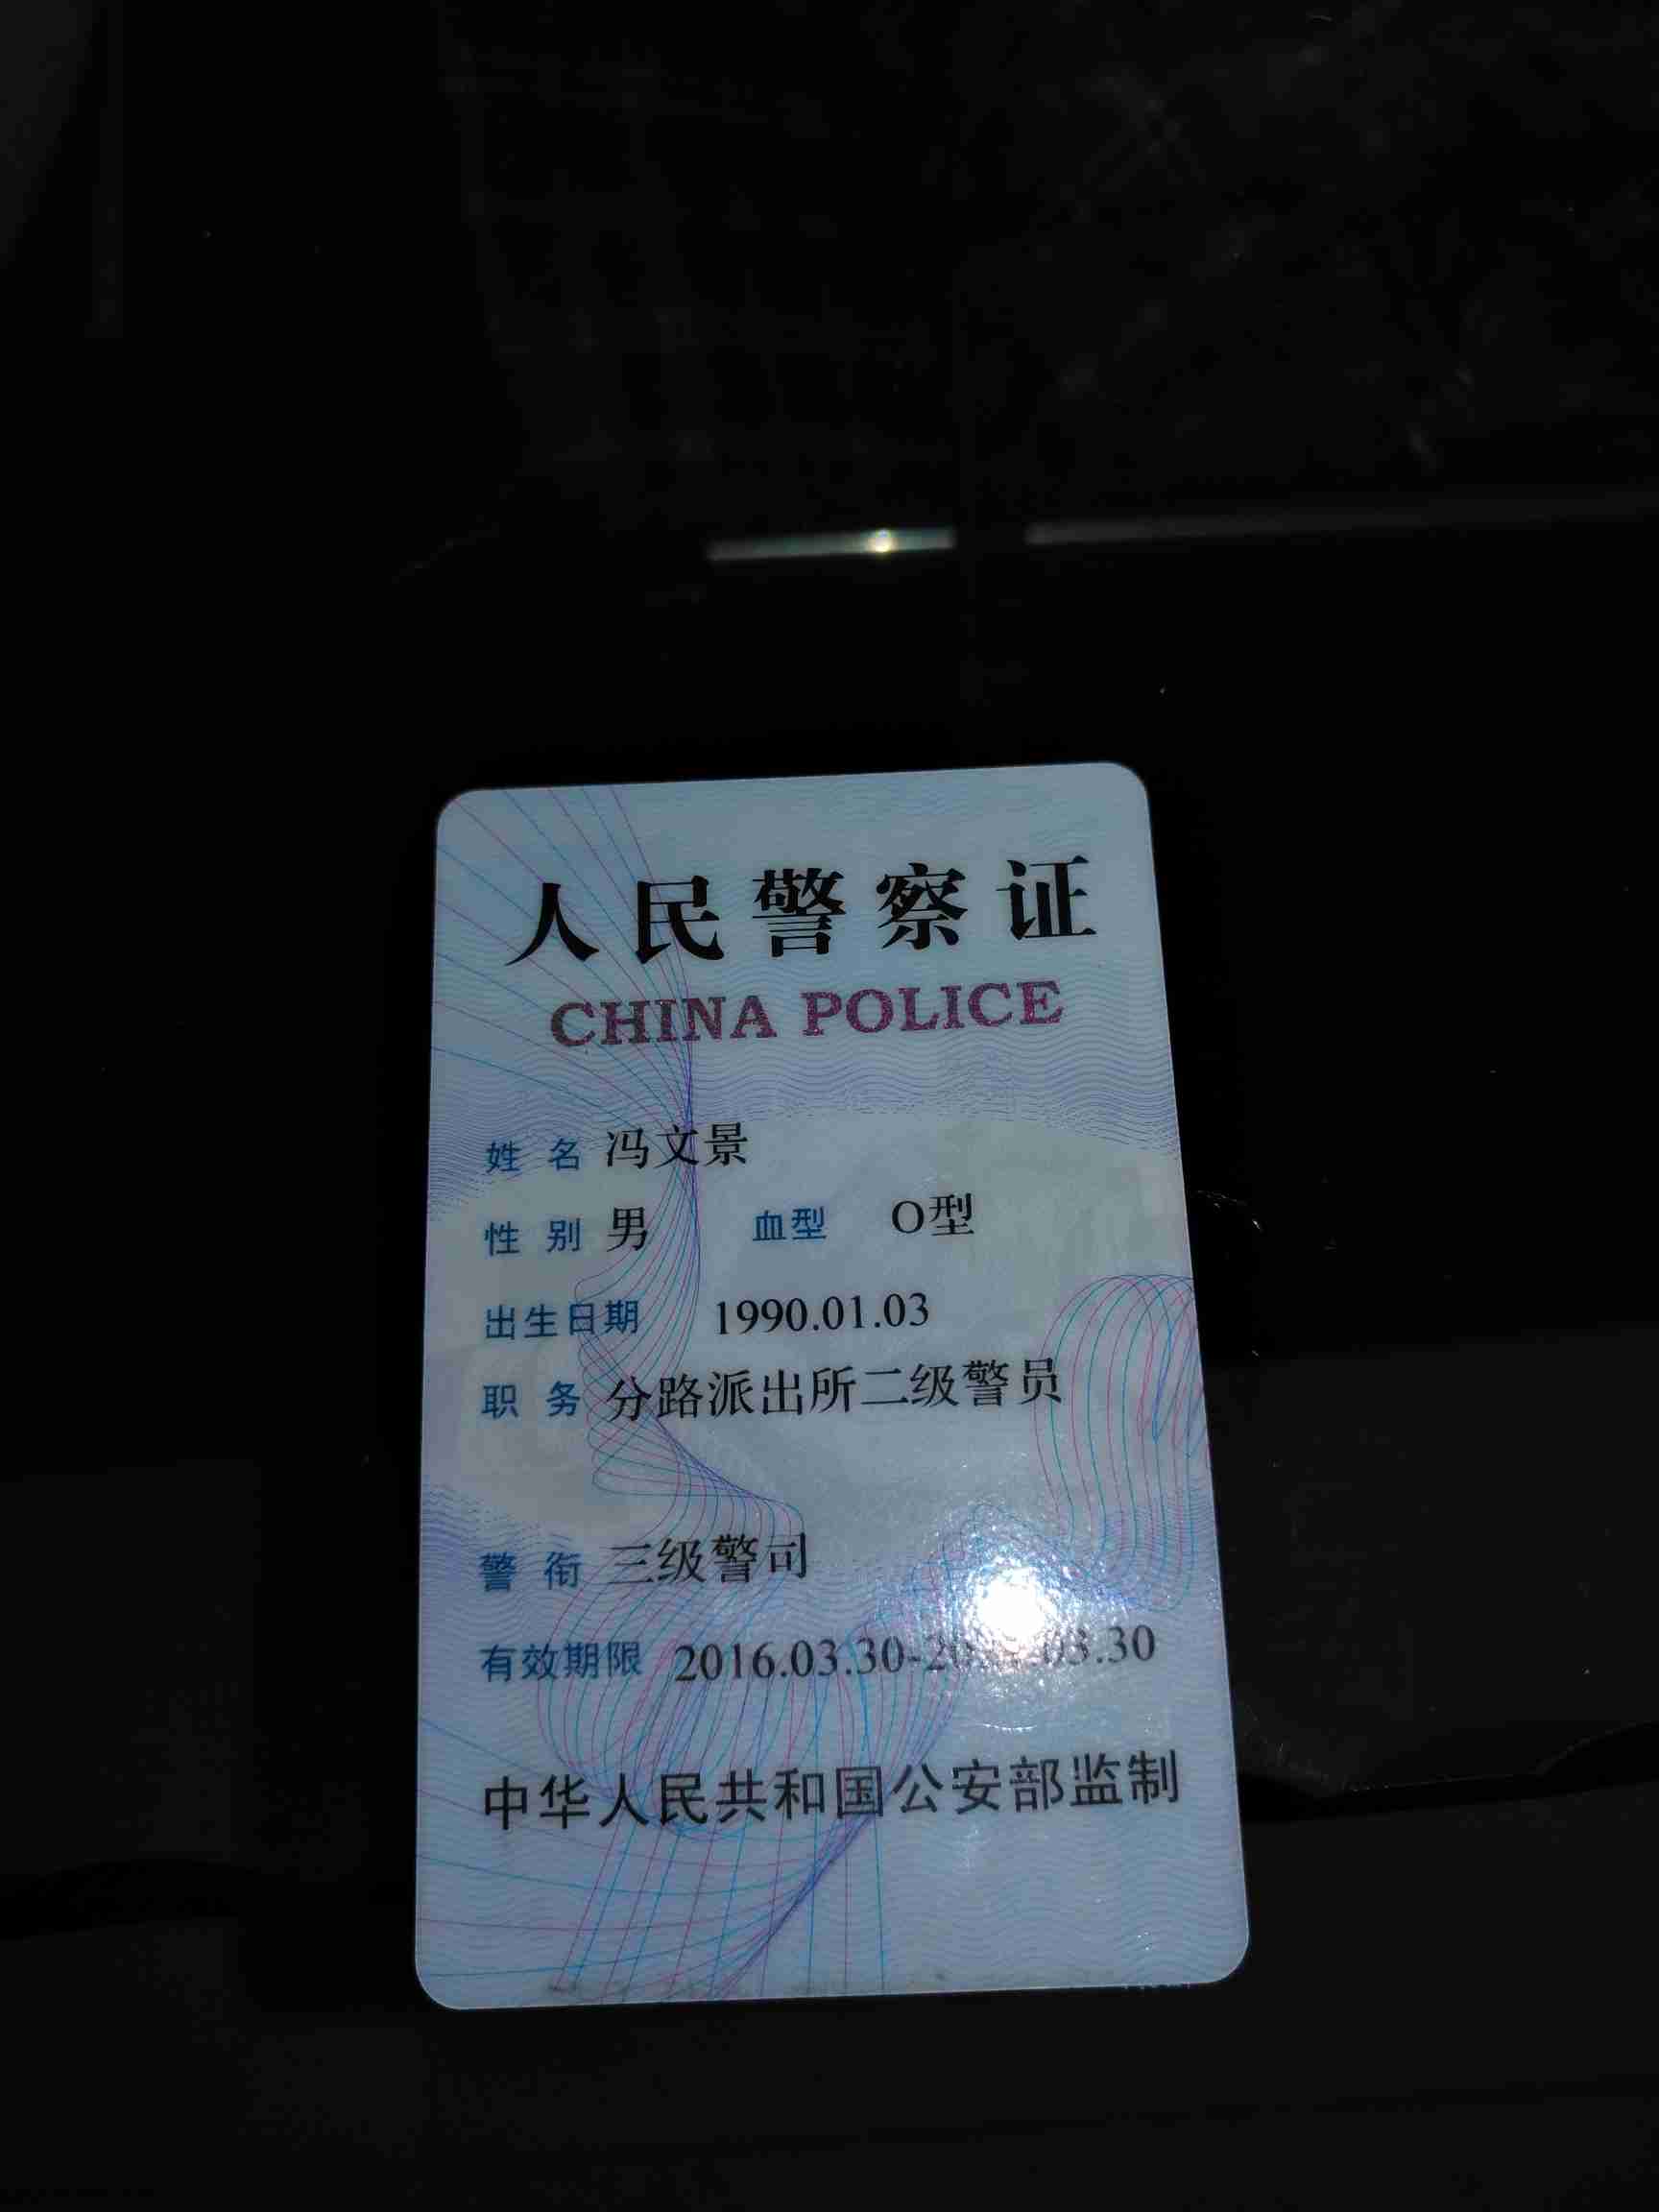 人民警察证
CHINA POLICE
姓名 冯文景
性别 男 血型 O型
出生日期 1990.01.03
职务 分路派出所二级警员
警衔 三级警司
有效期限 2016.03.30-20 .03.30
中华人民共和国公安部监制